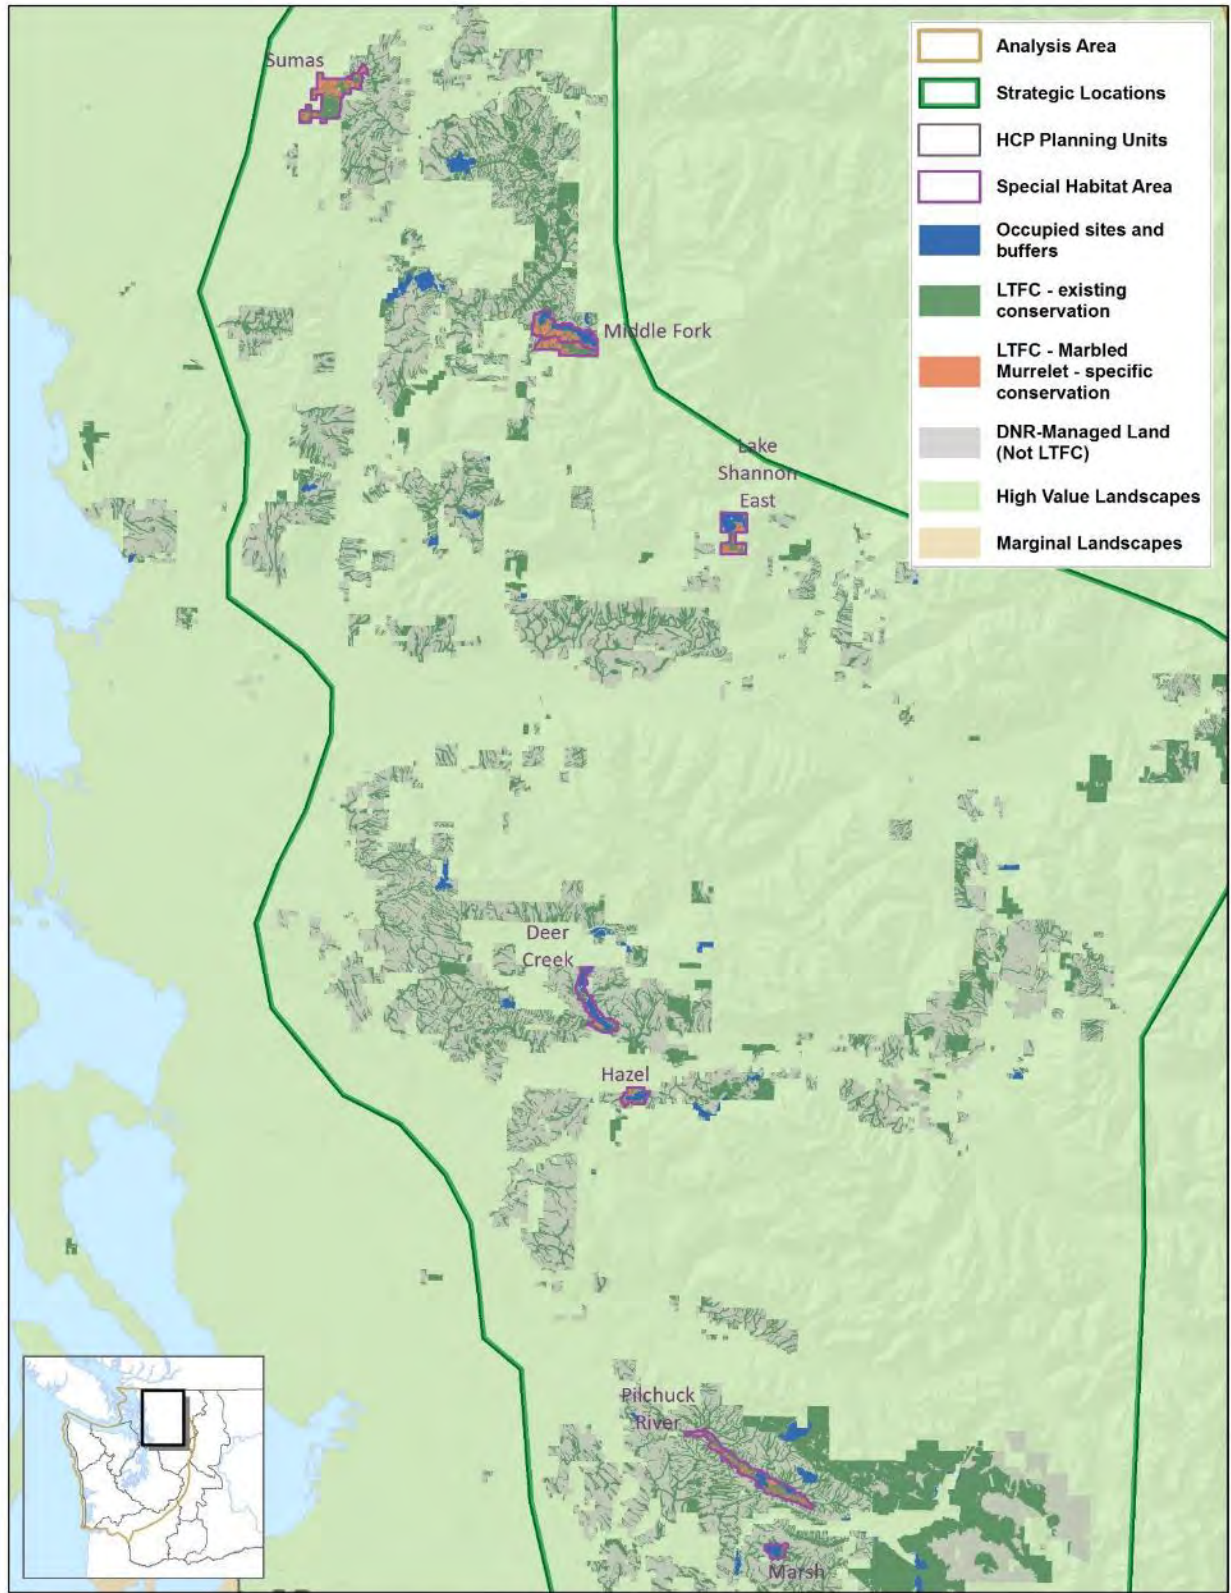 Sumas
Middle Fork
Lake
Shannon
East
Deer
Creek
Hazel
Pilchuck
River
Marsh
Analysis Area
Strategic Locations
HCP Planning Units
Special Habitat Area
Occupied sites and
buffers
LTFC - existing
conservation
LTFC - Marbled
Murrelet - specific
conservation
DNR-Managed Land
(Not LTFC)
High Value Landscapes
Marginal Landscapes